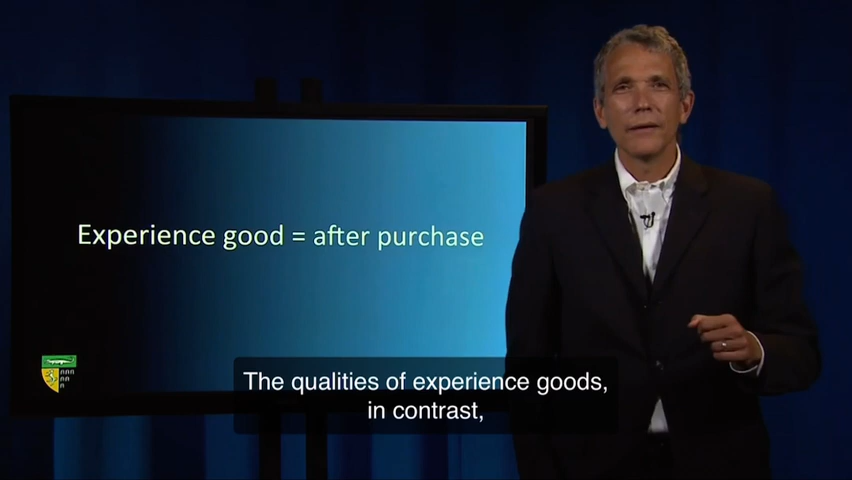 Experience good = after purchase
The qualities of experience goods,
in contrast,